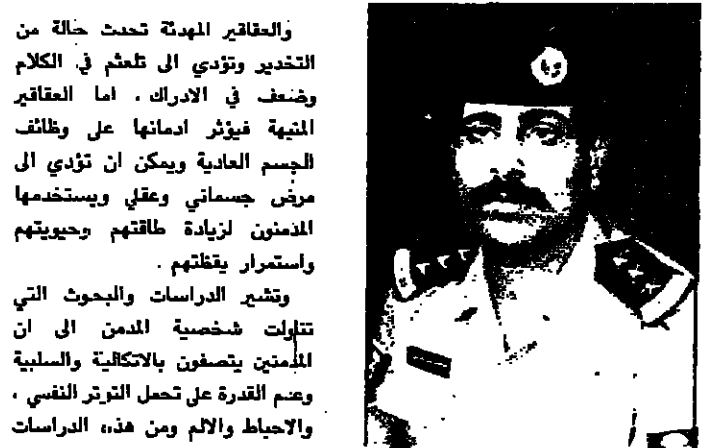 والعقاقير المهدئة تحدث حالة من
التخدير وتؤدي الى تلعثم في الكلام
وضعف في الادراك . اما العقاقير
المنبهة فيؤثر ادمانها على وظائف
الجسم العادية ويمكن ان تؤدي الى
مرض جسماني وعقلي ويستخدمها
المدمنون لزيادة طاقتهم وحيويتهم
واستمرار يقظتهم .
وتشير الدراسات والبحوث التي
تناولت شخصية المدمن الى ان
المدمنين يتصفون بالاتكالية والسلبية
وعدم القدرة على تحمل التوتر النفسي ،
والاحباط والالم ومن هذه الدراسات